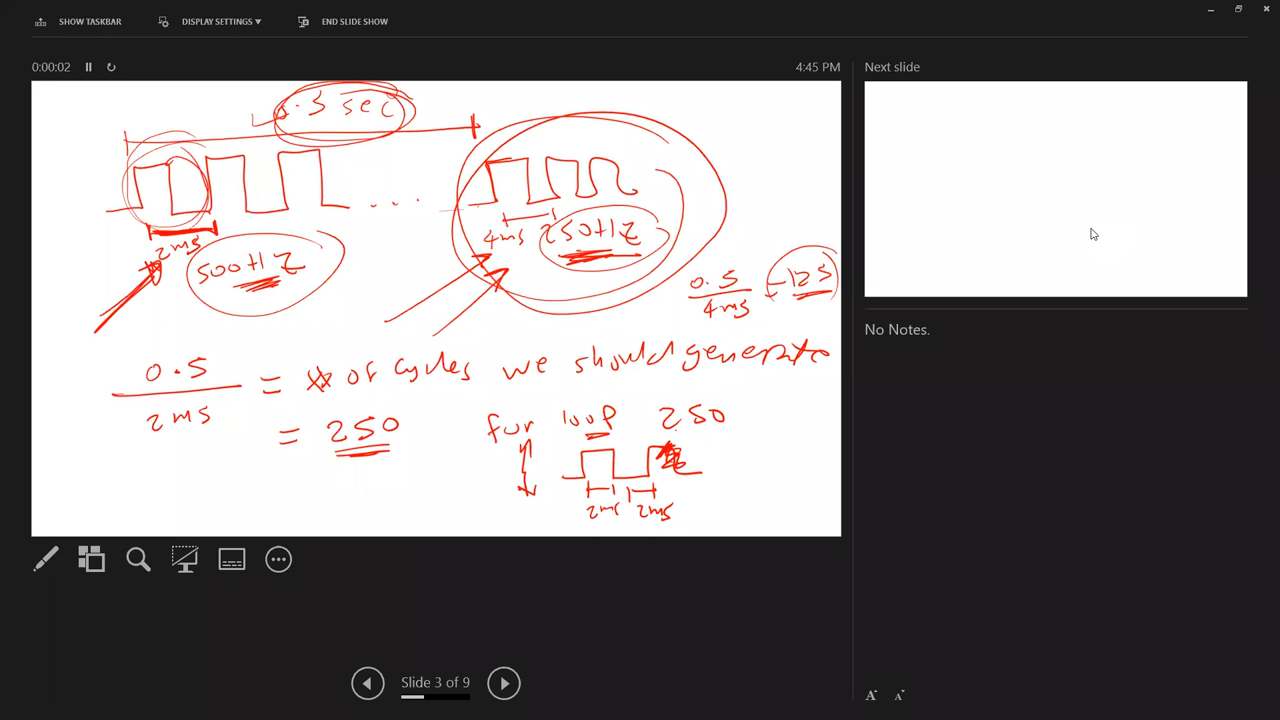 SHOW TASKBAR
DISPLAY SETTINGS ▼
END SLIDE SHOW
0:00:02
4:45 PM
Next slide
0.5 sec
2ms
500HZ
4ms
250HZ
0.5
4ms
=125
0.5
2ms
= # of cycles we should generate
= 250
for loop 250
2ms
2ms
No Notes.
Slide 3 of 9
A
A